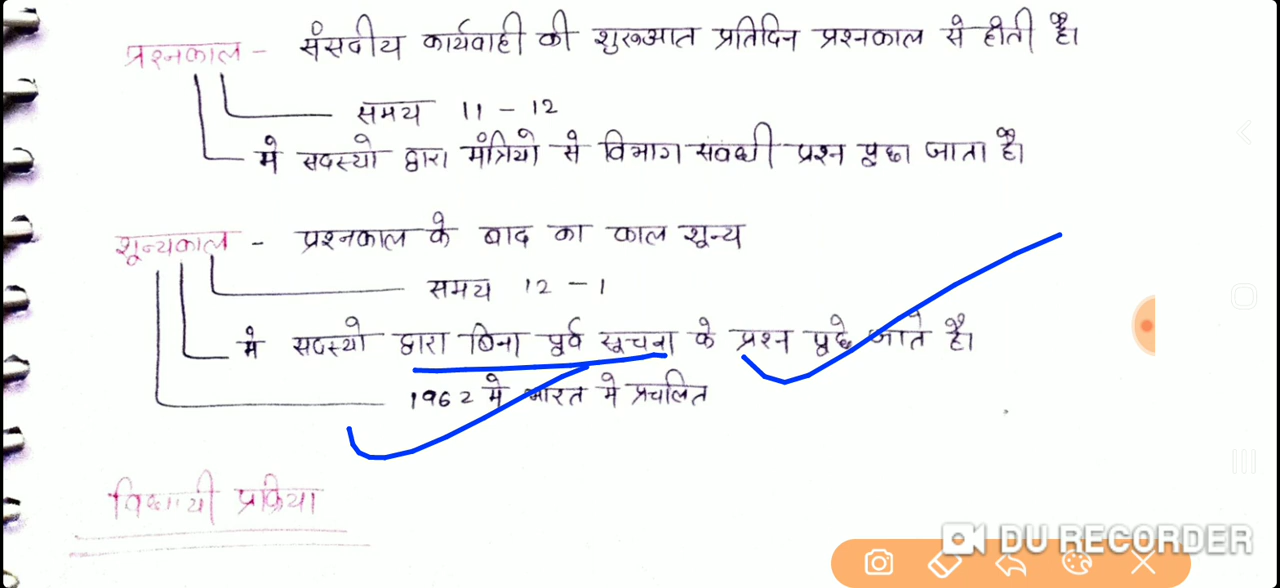 प्रश्नकाल - संसदीय कार्यवाही की शुरूआत प्रतिदिन प्रश्नकाल से होती है।
समय 11 - 12
मे सदस्यो द्वारा मंत्रियो से विभाग संबंधी प्रश्न पुछा जाता है।
शून्यकाल - प्रश्नकाल के बाद का काल शून्य
समय 12 - 1
मे सदस्यो द्वारा बिना पूर्व सूचना के प्रश्न पुछे जाते है।
1962 मे भारत मे प्रचलित
विधायी प्रक्रिया
DU RECORDER